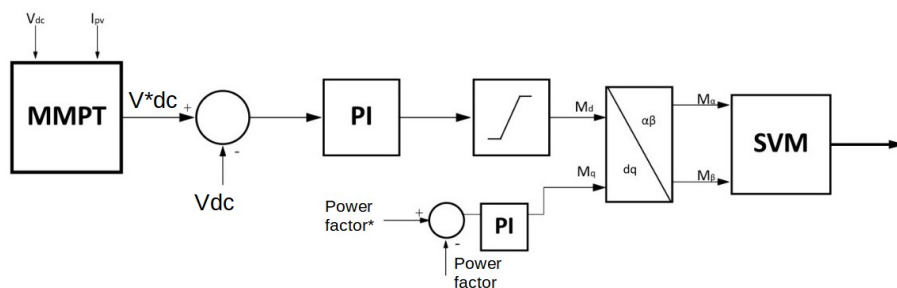 Vdc Ipv
MMPT
V*dc
+
-
Vdc
PI
Md
αβ
dq
Mα
Mβ
SVM
Mq
Power
factor*
+
-
PI
Power
factor